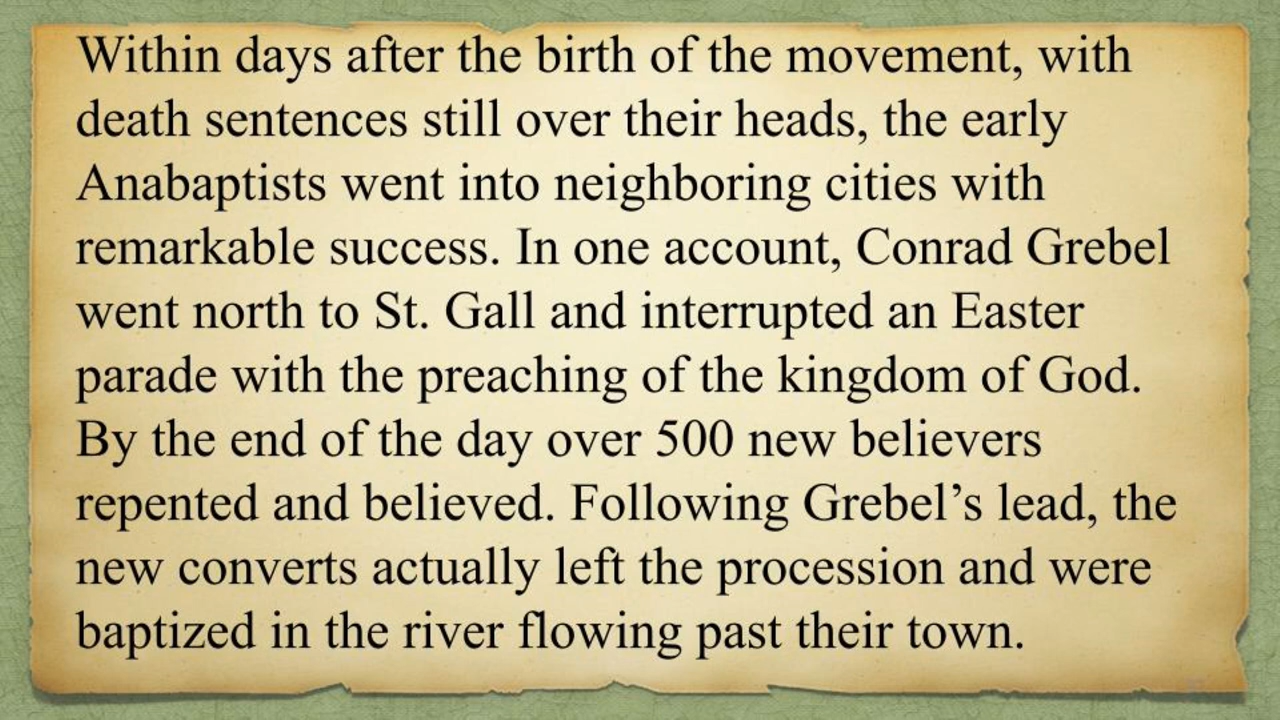 Within days after the birth of the movement, with
death sentences still over their heads, the early
Anabaptists went into neighboring cities with
remarkable success. In one account, Conrad Grebel
went north to St. Gall and interrupted an Easter
parade with the preaching of the kingdom of God.
By the end of the day over 500 new believers
repented and believed. Following Grebel’s lead, the
new converts actually left the procession and were
baptized in the river flowing past their town.